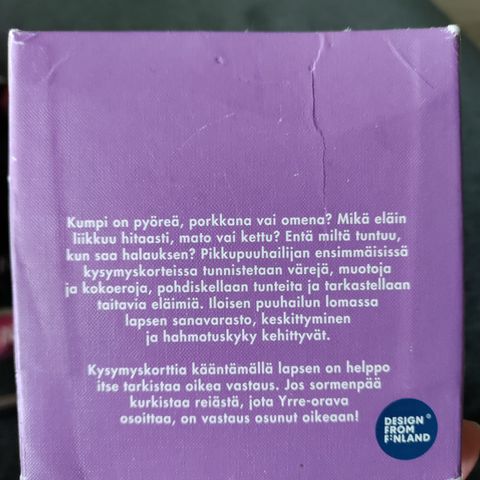 Kumpi on pyöreä, porkkana vai omena? Mikä eläin
liikkuu hitaasti, mato vai kettu? Entä miltä tuntuu,
kun saa halauksen? Pikkupuuhailijan ensimmäisissä
kysymyskorteissa tunnistetaan värejä, muotoja
ja kokoeroja, pohdiskellaan tunteita ja tarkastellaan
taitavia eläimiä. Iloisen puuhailun lomassa
lapsen sanavarasto, keskittyminen
ja hahmotuskyky kehittyvät.
Kysymyskorttia kääntämällä lapsen on helppo
itse tarkistaa oikea vastaus. Jos sormenpää
kurkistaa reiästä, jota Yrre-orava
osoittaa, on vastaus osunut oikeaan!
DESIGN
FROM
FINLAND